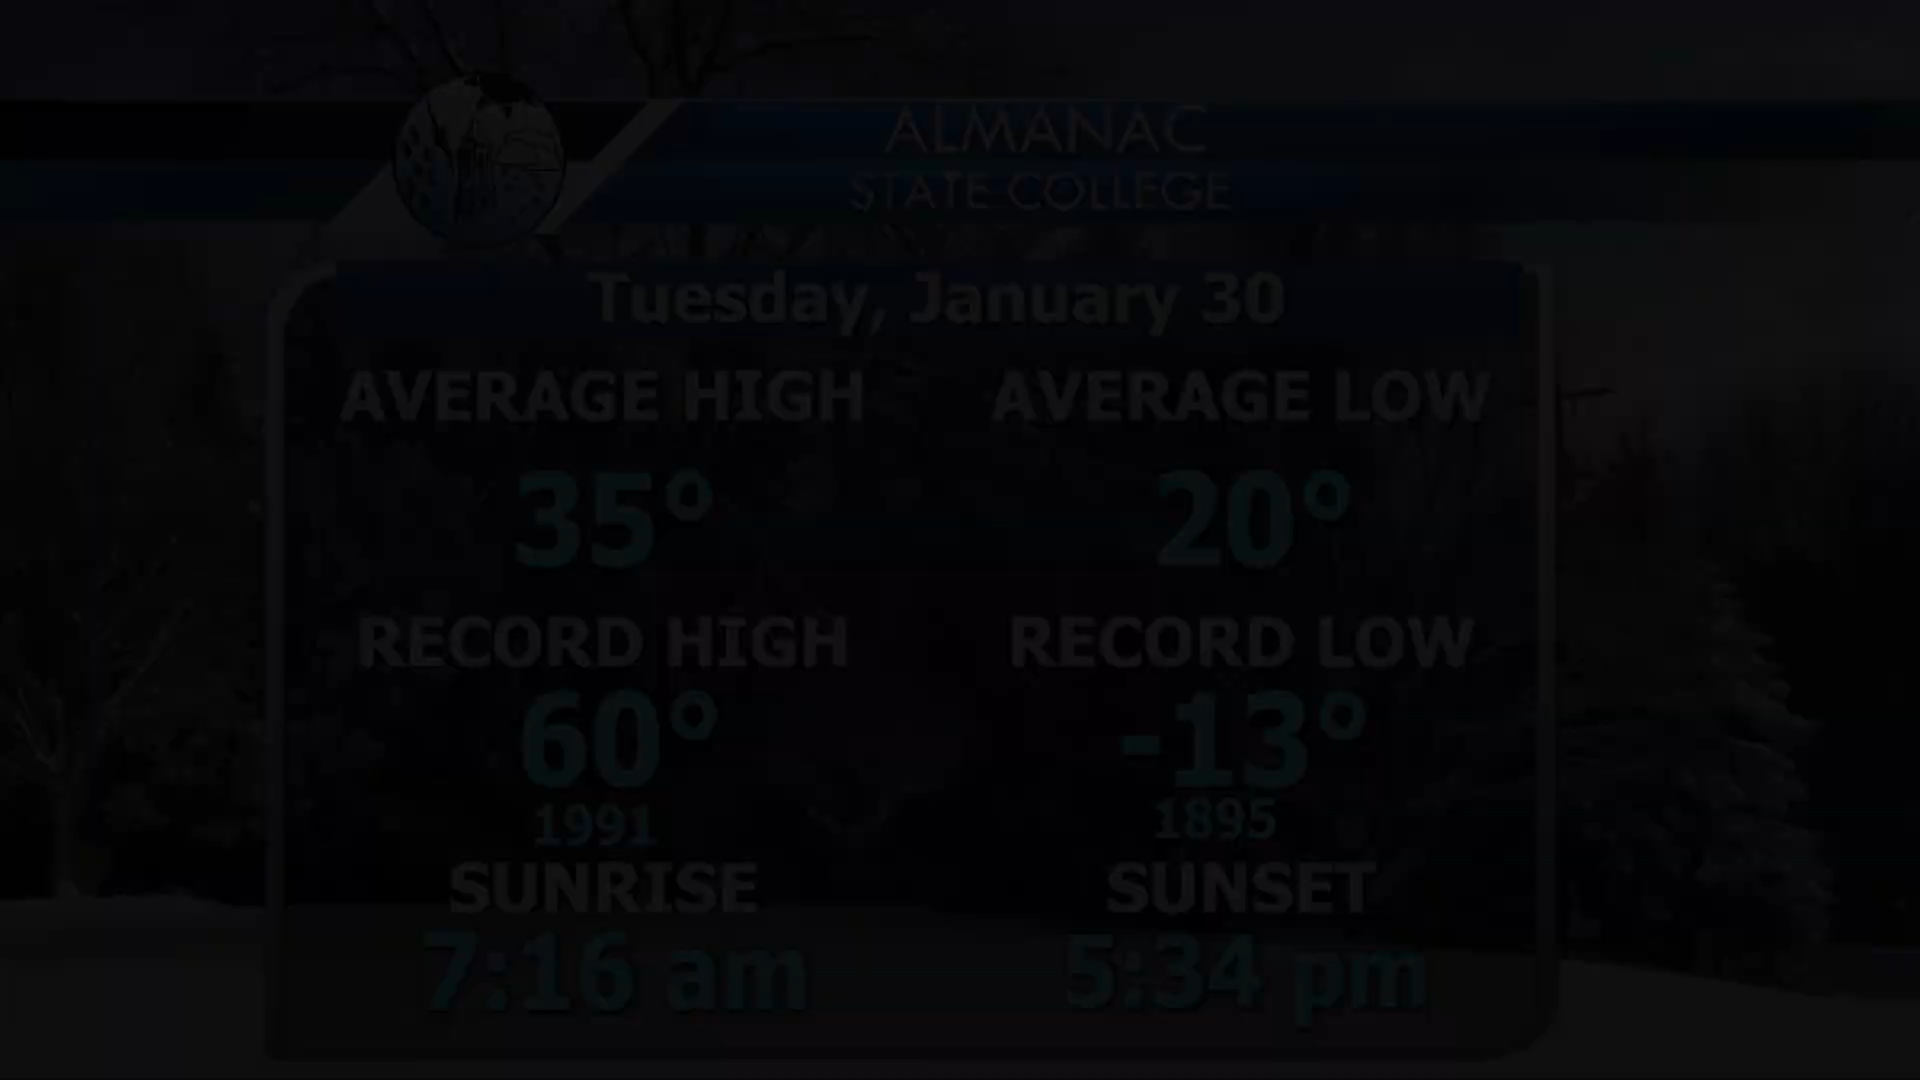 ALMANAC
STATE COLLEGE
Tuesday, January 30
AVERAGE HIGH AVERAGE LOW
35° 20°
RECORD HIGH RECORD LOW
60° -13°
1991 1895
SUNRISE SUNSET
7:16 am 5:34 pm